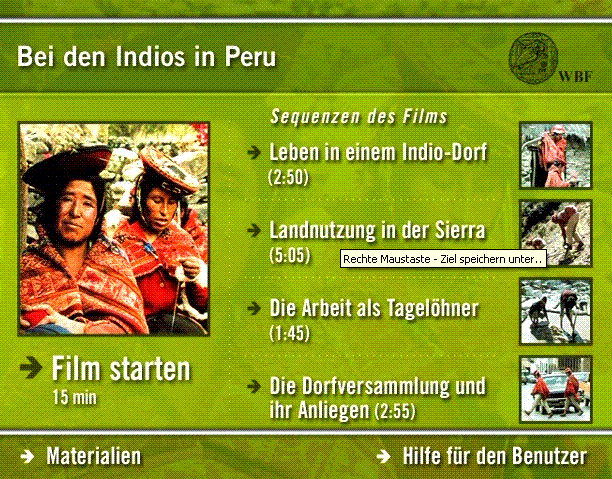 Bei den Indios in Peru
WBF
Sequenzen des Films
Leben in einem Indio-Dorf
(2:50)
Landnutzung in der Sierra
(5:05)
Rechte Maustaste - Ziel speichern unter..
Die Arbeit als Tagelöhner
(1:45)
Film starten
15 min
Die Dorfversammlung und
ihr Anliegen (2:55)
Materialien
Hilfe für den Benutzer